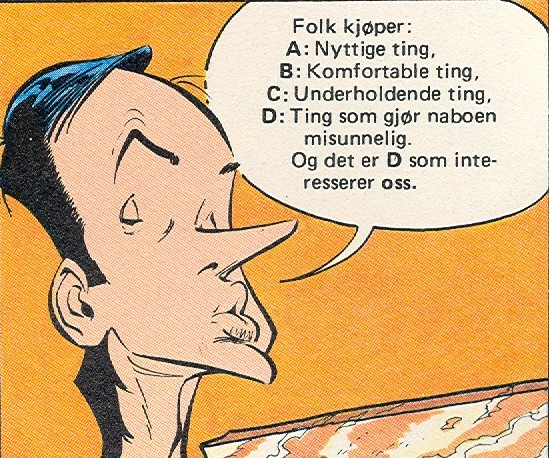 Folk kjøper:
A: Nyttige ting,
B: Komfortable ting,
C: Underholdende ting,
D: Ting som gjør naboen
misunnelig.
Og det er D som inte-
resserer oss.